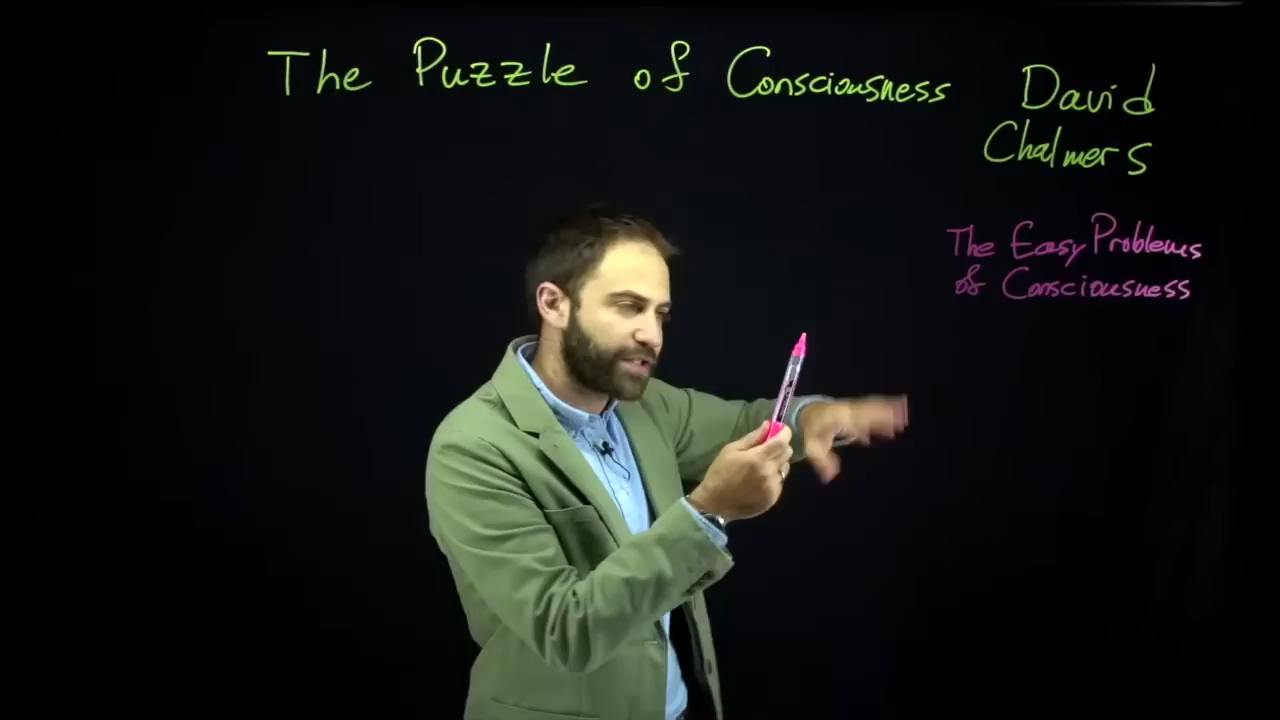 The Puzzle of Consciousness
David
Chalmers
The Easy Problems
of Consciousness